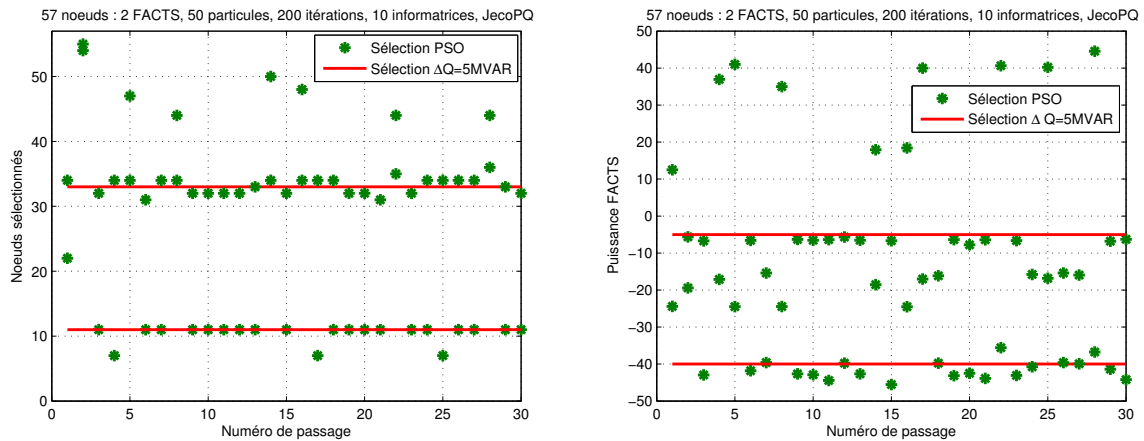 57 noeuds : 2 FACTS, 50 particules, 200 itérations, 10 informatrices, JecoPQ
Noeuds sélectionnés
50
40
30
20
10
0
Sélection PSO
Sélection ΔQ=5MVAR
0 5 10 15 20 25 30
Numéro de passage
57 noeuds : 2 FACTS, 50 particules, 200 itérations, 10 informatrices, JecoPQ
Puissance FACTS
50
40
30
20
10
0
−10
−20
−30
−40
−50
Sélection PSO
Sélection Δ Q=5MVAR
0 5 10 15 20 25 30
Numéro de passage